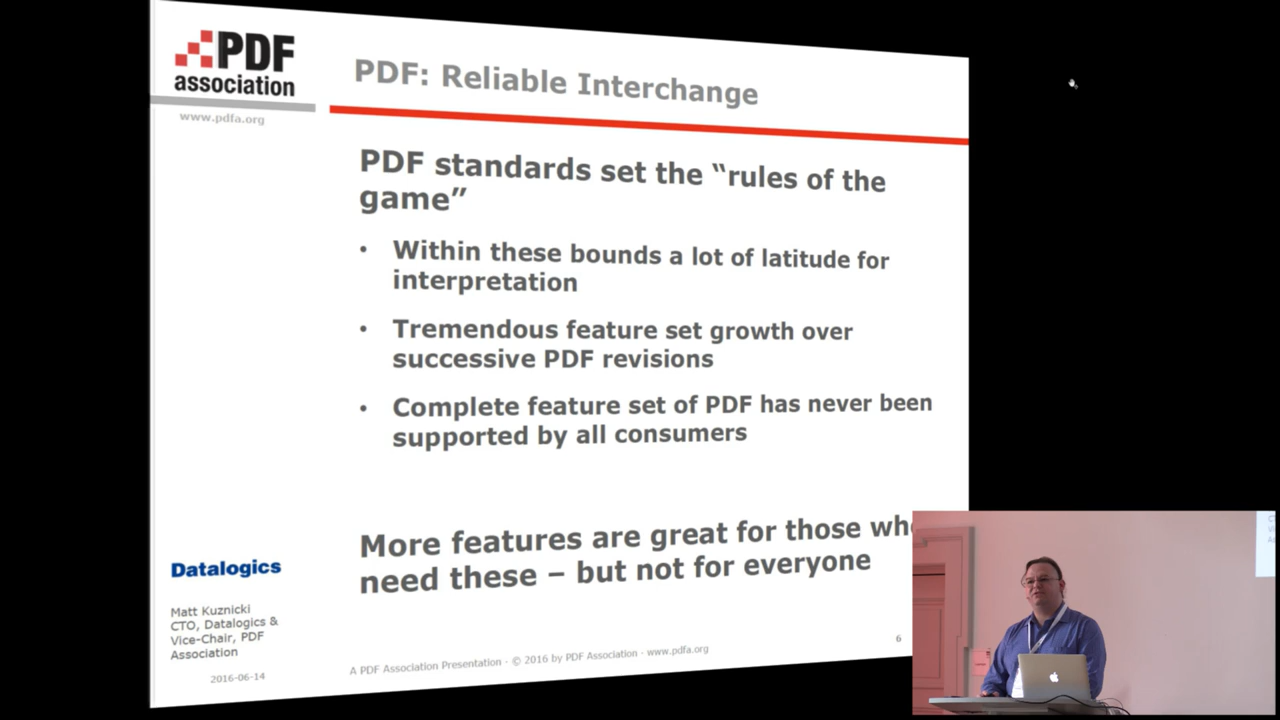 PDF
association
www.pdfa.org
PDF: Reliable Interchange
PDF standards set the “rules of the
game”
• Within these bounds a lot of latitude for
interpretation
• Tremendous feature set growth over
successive PDF revisions
• Complete feature set of PDF has never been
supported by all consumers
More features are great for those who
need these – but not for everyone
Datalogics
Matt Kuznicki
CTO, Datalogics &
Vice-Chair, PDF
Association
2016-06-14
A PDF Association Presentation · © 2016 by PDF Association · www.pdfa.org
6